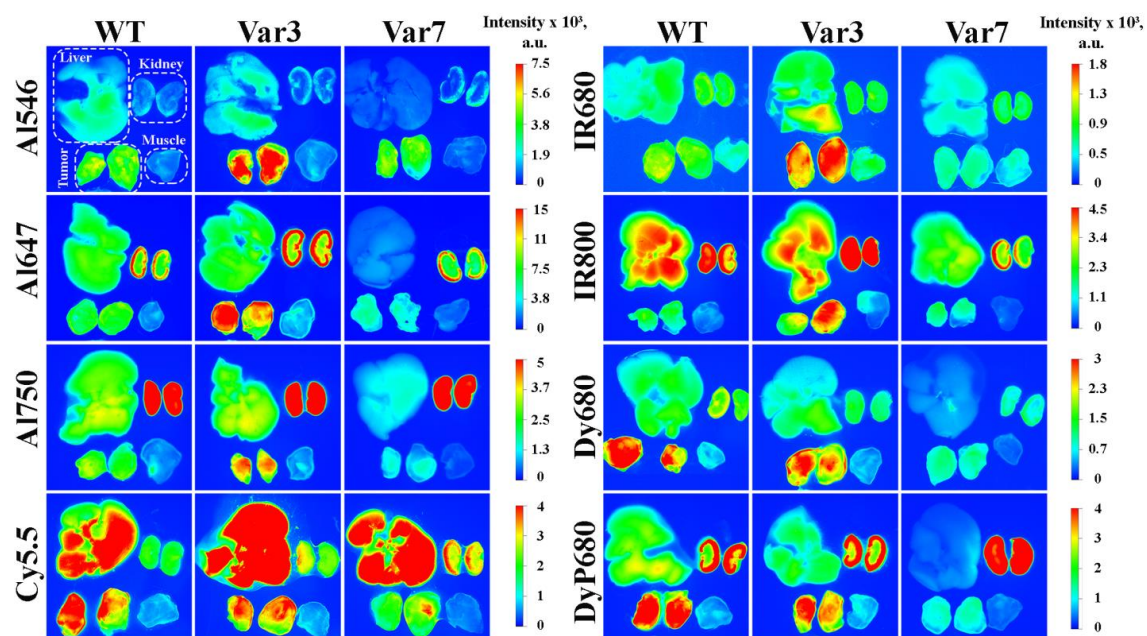 WT Var3 Var7 Intensity x 10³, a.u.
WT Var3 Var7 Intensity x 10³, a.u.
Al546
Liver
Kidney
Muscle
Tumor
7.5
5.6
3.8
1.9
0
IR680
1.8
1.4
0.9
0.5
0
Al647
15
11
7.5
3.8
0
IR800
4.5
3.4
2.3
1.1
0
Al750
5
3.7
2.5
1.3
0
Dy680
3
2.2
1.5
0.7
0
Cy5.5
4
3
2
1
0
DyP680
4
3
2
1
0